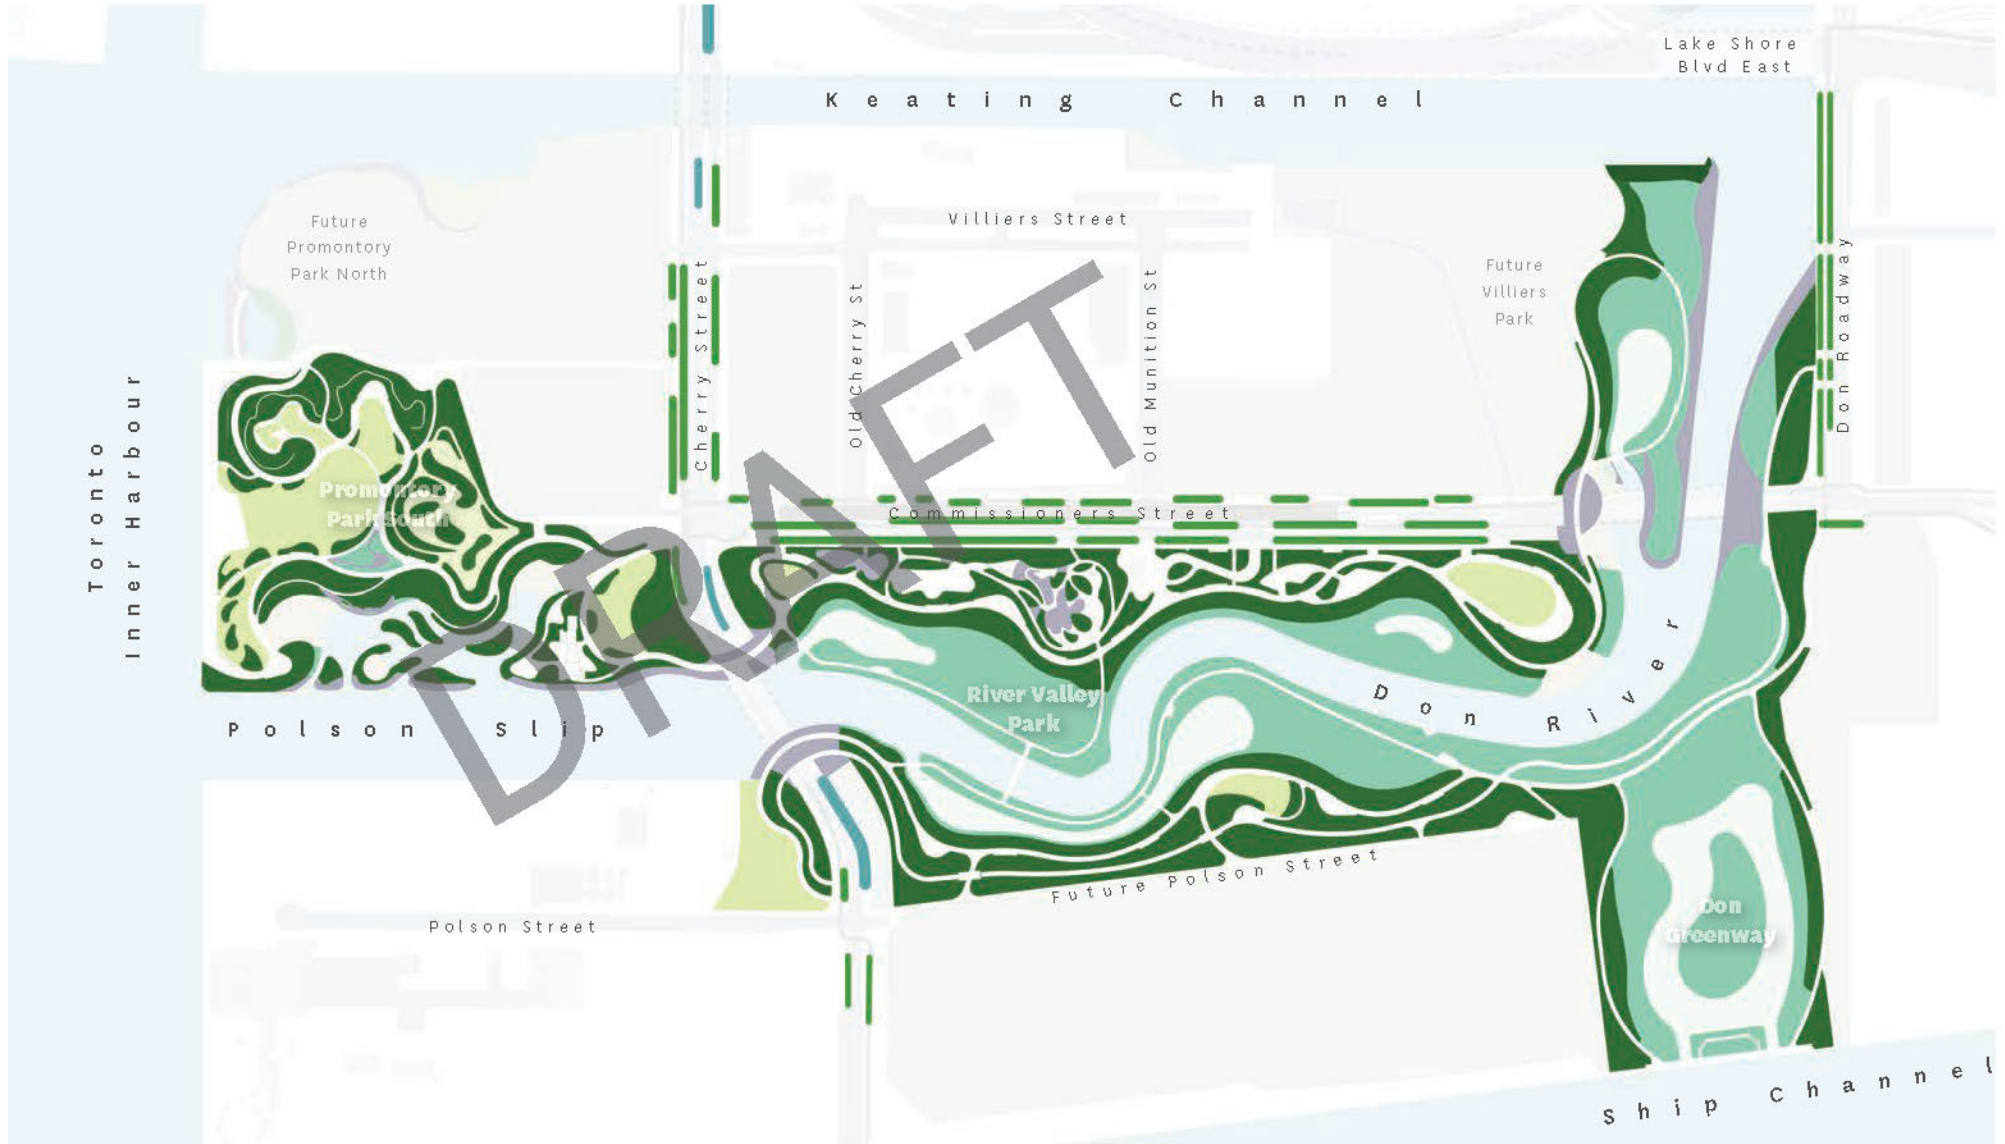 Lake Shore
Blvd East
Keating Channel
Future
Promontory
Park North
Villiers Street
Cherry Street
Old Cherry St
Old Munition St
Future
Villiers
Park
Don Roadway
Toronto
Inner Harbour
Promontory
Park South
Commissioners Street
DRAFT
River Valley
Park
Don River
Polson Slip
Future Polson Street
Polson Street
Don
Greenway
Ship Channel